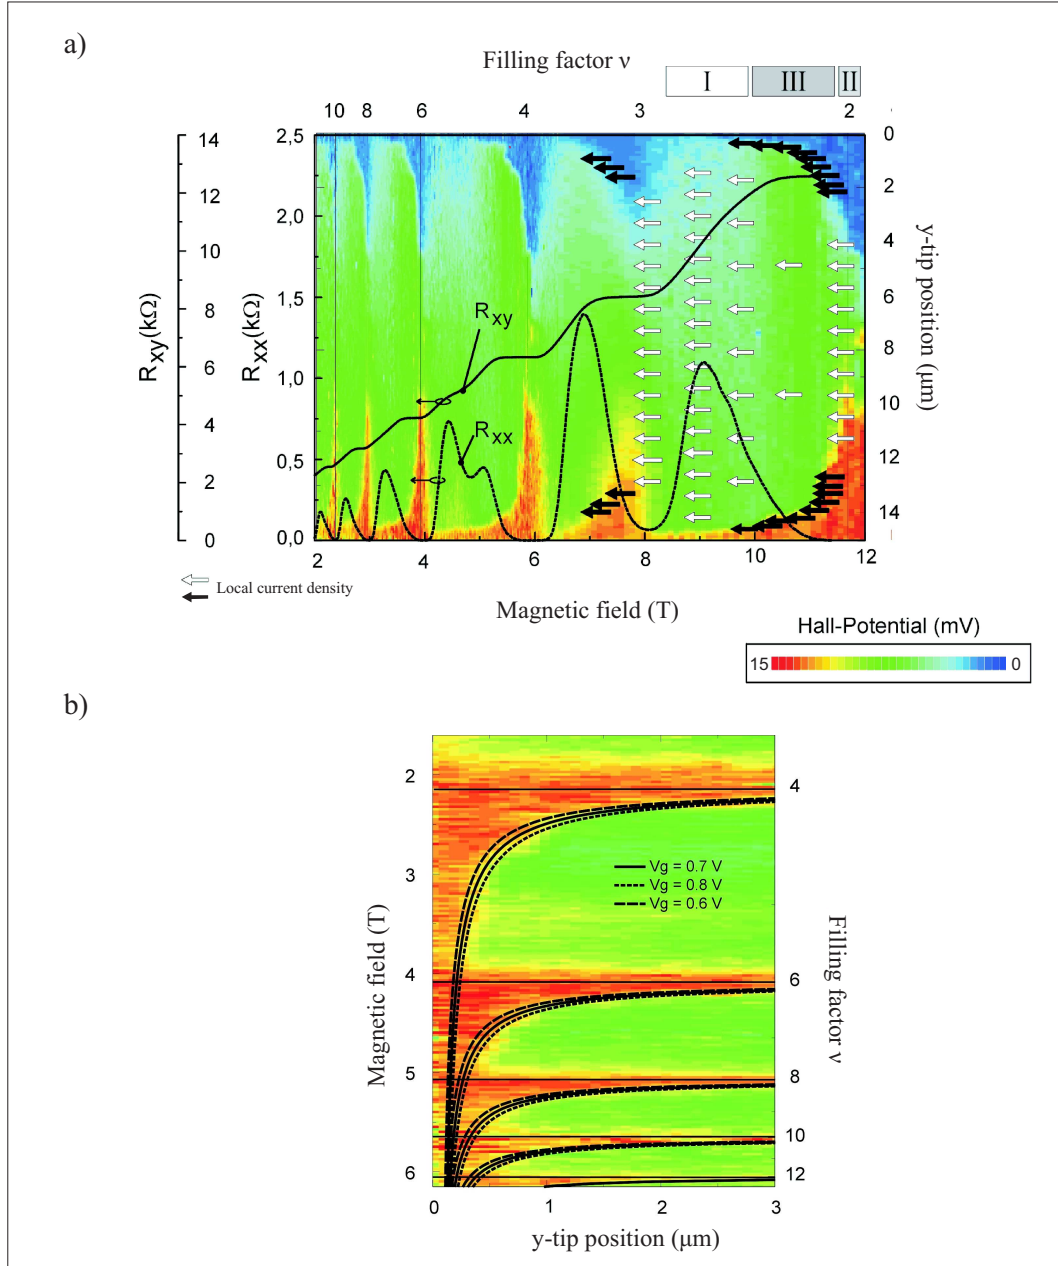 a)
Filling factor ν
I III II
10 8 6 4 3 2
14 2,5 0
12 2
2,0
10 4
1,5 6
8
6 1,0 8
4 10
0,5 12
2
0 0,0 14
R_xy(kΩ)
R_xx(kΩ)
y-tip position (μm)
R_xy
R_xx
2 4 6 8 10 12
Local current density
Magnetic field (T)
Hall-Potential (mV)
15 0
b)
2 4
3
4 6
5 8
10
6 12
Vg = 0.7 V
Vg = 0.8 V
Vg = 0.6 V
Magnetic field (T)
Filling factor ν
0 1 2 3
y-tip position (μm)